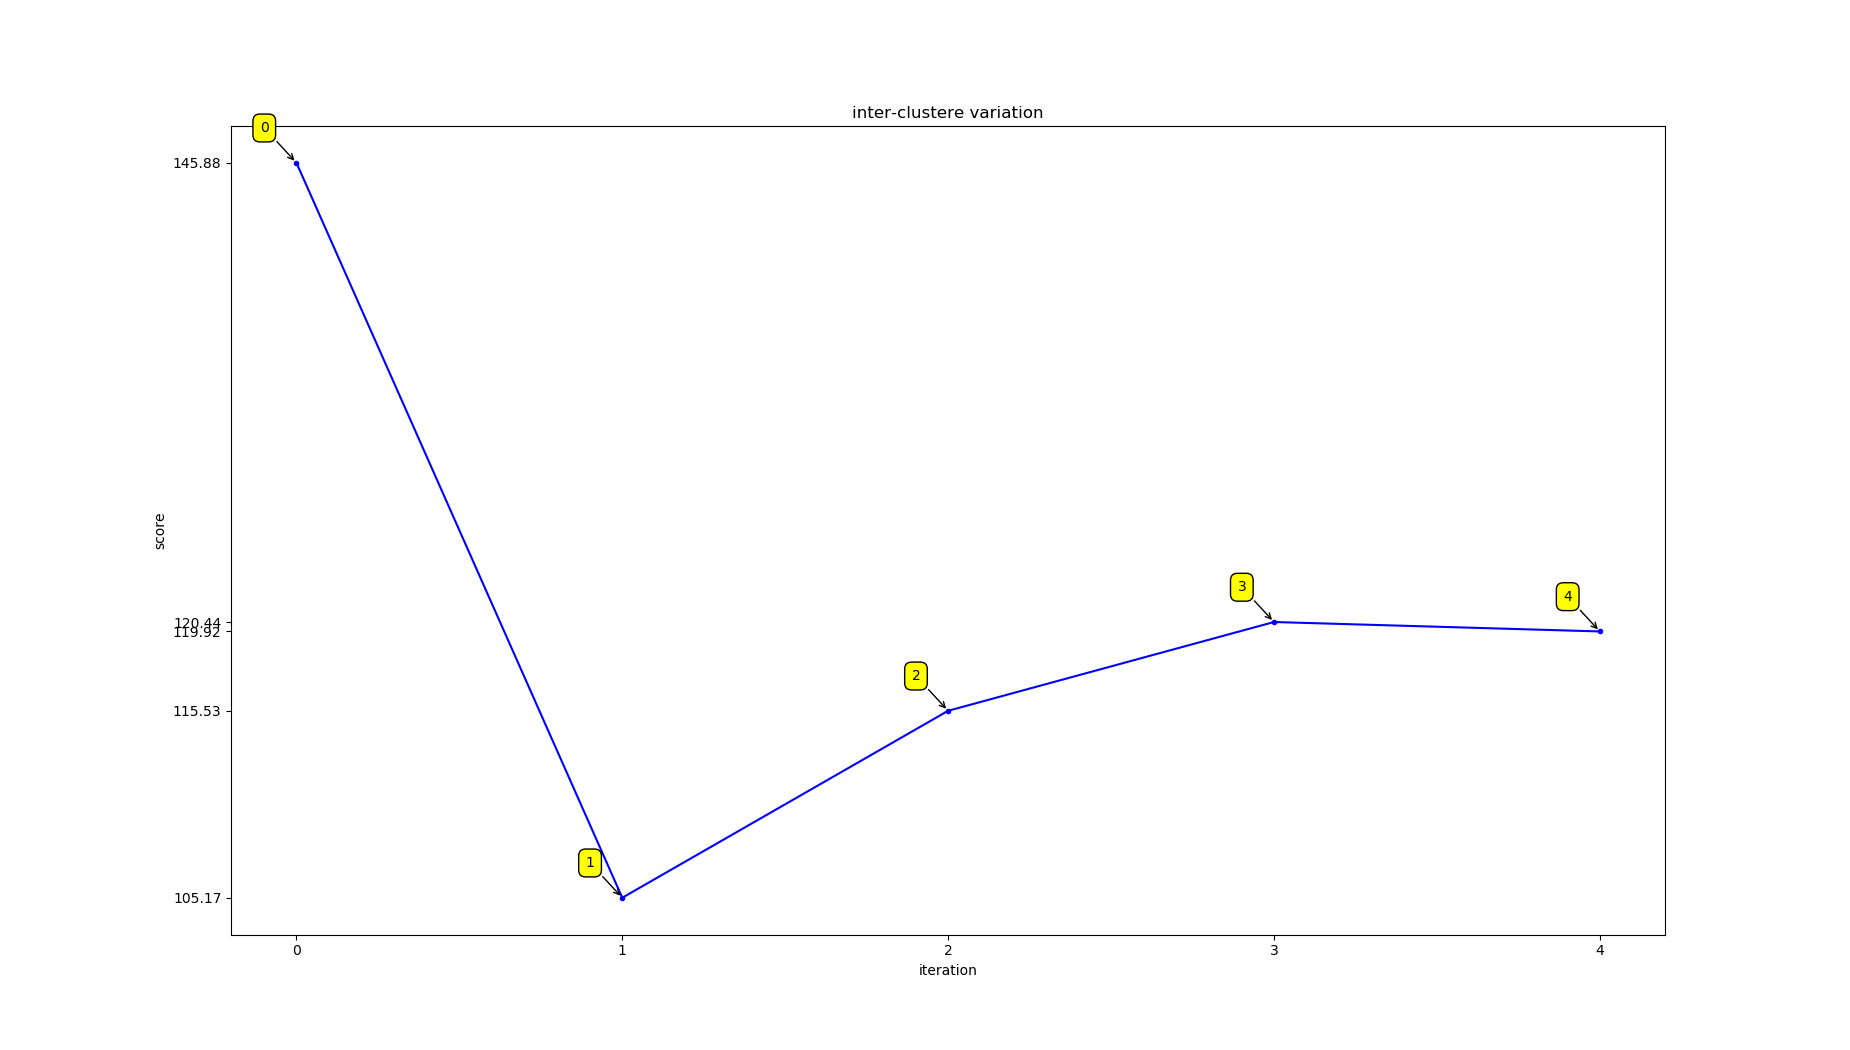 inter-clustere variation
0
145.88
score
3
4
120.44
119.92
2
115.53
1
105.17
0 1 2 3 4
iteration